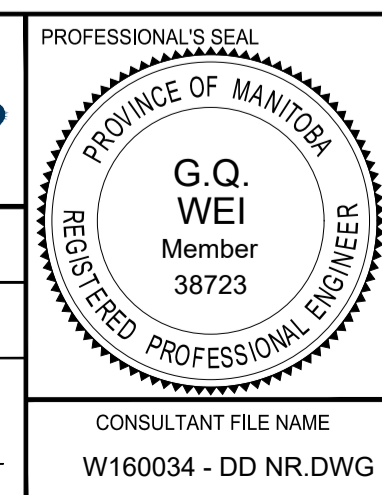 PROFESSIONAL'S SEAL
PROVINCE OF MANITOBA
G.Q.
WEI
Member
38723
REGISTERED PROFESSIONAL ENGINEER
CONSULTANT FILE NAME
W160034 - DD NR.DWG